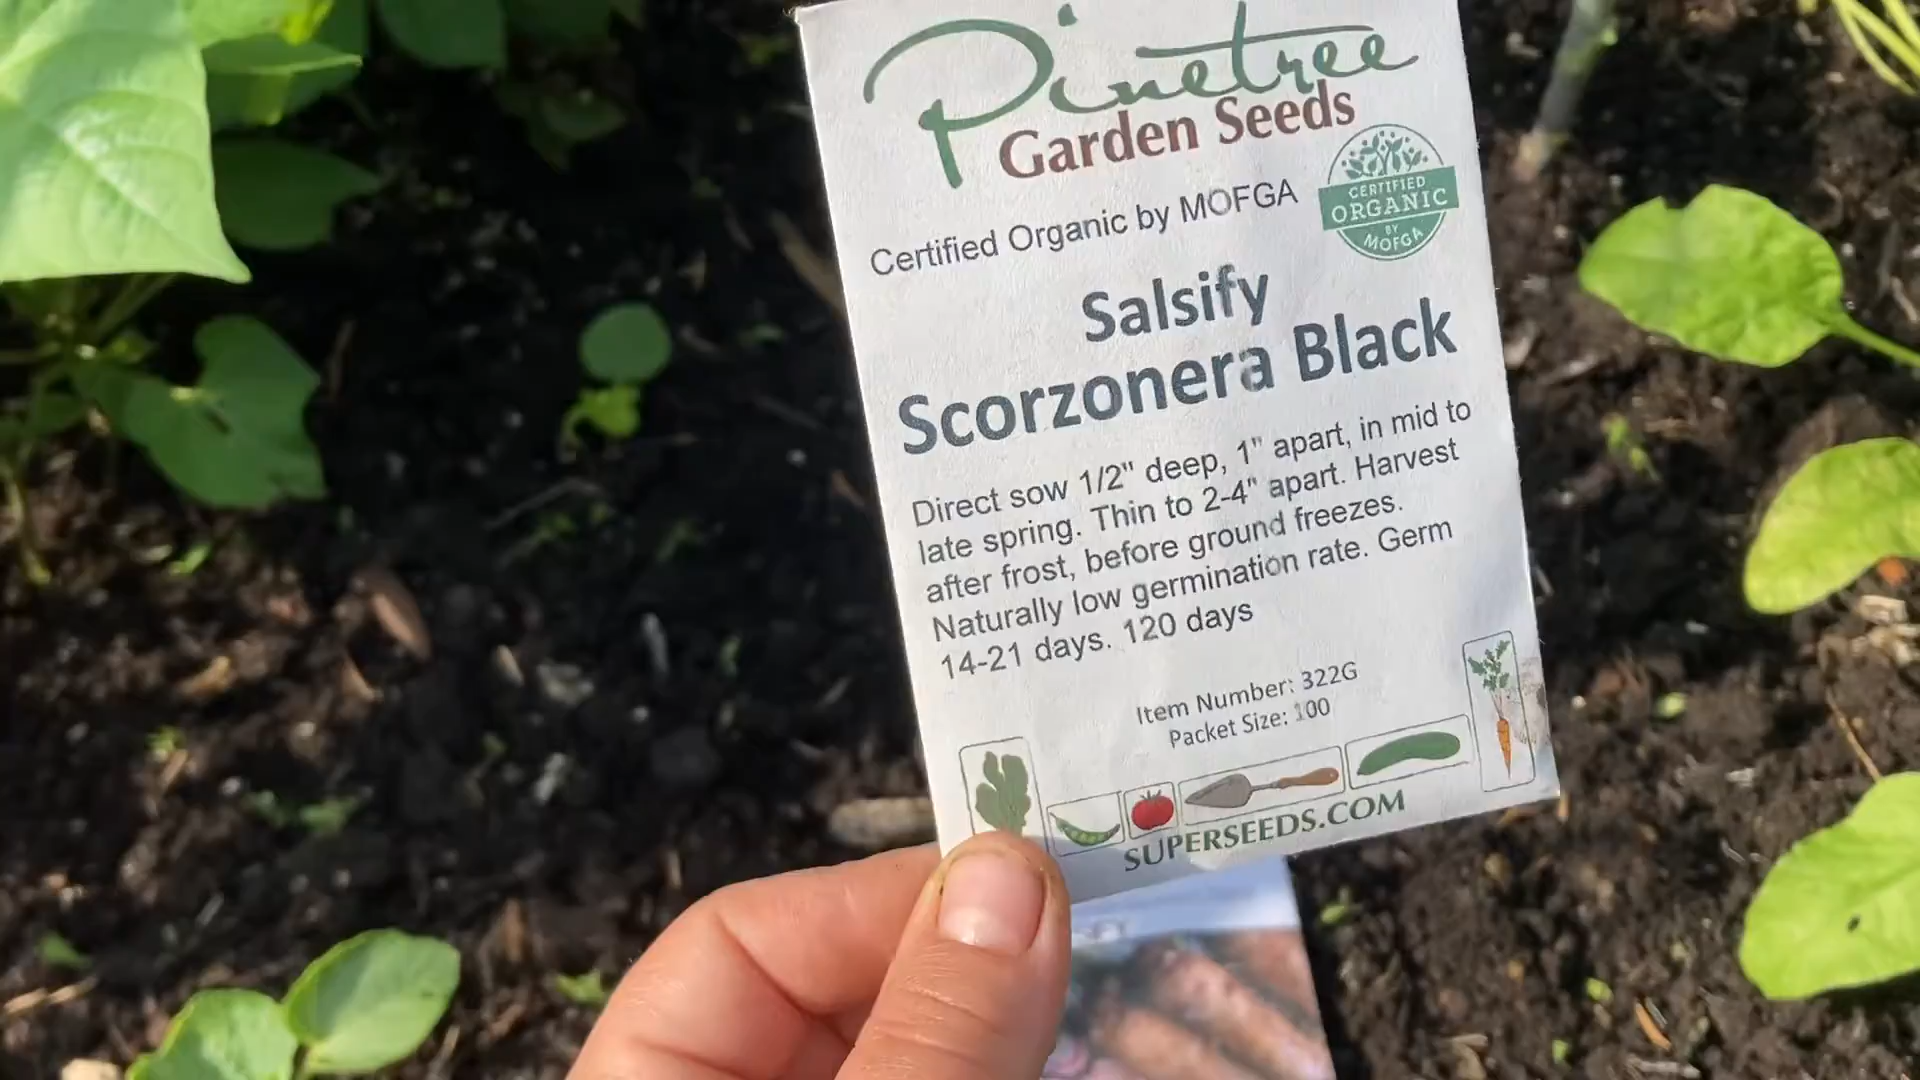 Pinetree
Garden Seeds
Certified Organic by MOFGA
CERTIFIED
ORGANIC
BY
MOFGA
Salsify
Scorzonera Black
Direct sow 1/2" deep, 1" apart, in mid to
late spring. Thin to 2-4" apart. Harvest
after frost, before ground freezes.
Naturally low germination rate. Germ
14-21 days. 120 days
Item Number: 322G
Packet Size: 100
SUPERSEEDS.COM